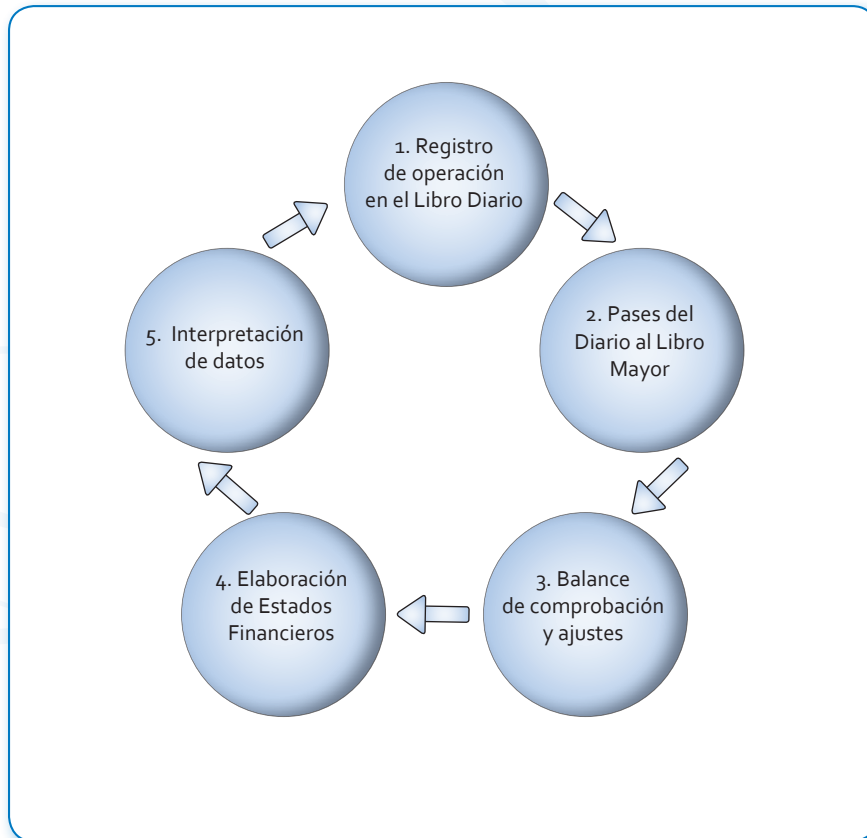 1. Registro
de operación
en el Libro Diario
2. Pases del
Diario al Libro
Mayor
3. Balance
de comprobación
y ajustes
4. Elaboración
de Estados
Financieros
5. Interpretación
de datos